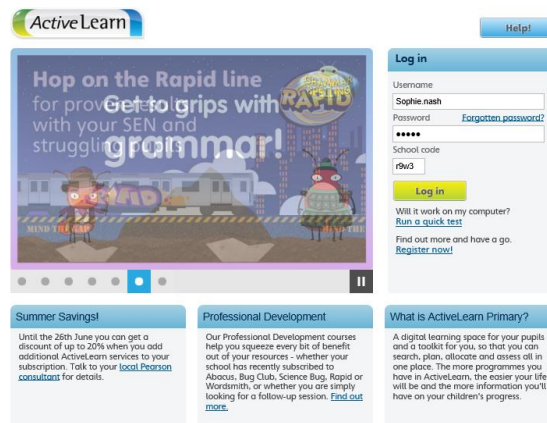 ActiveLearn
Help!
Hop on the Rapid line
for proven results
with your SEN and
struggling pupils
Get to grips with
grammar!
GRAMMAR
SPELLING
RAPID
RAPID
MIND THE GAP
MIND THE
Log in
Username
Sophie.nash
Password Forgotten password?
•••••
School code
r9w3
Log in
Will it work on my computer?
Run a quick test
Find out more and have a go.
Register now!
Summer Savings!
Until the 26th June you can get a
discount of up to 20% when you add
additional ActiveLearn services to your
subscription. Talk to your local Pearson
consultant for details.
Professional Development
Our Professional Development courses
help you squeeze every bit of benefit
out of your resources - whether your
school has recently subscribed to
Abacus, Bug Club, Science Bug, Rapid or
Wordsmith, or whether you are simply
looking for a follow-up session. Find out
more.
What is ActiveLearn Primary?
A digital learning space for your pupils
and a toolkit for you, so that you can
search, plan, allocate and assess all in
one place. The more programmes you
have in ActiveLearn, the easier your life
will be and the more information you'll
have on your children's progress.